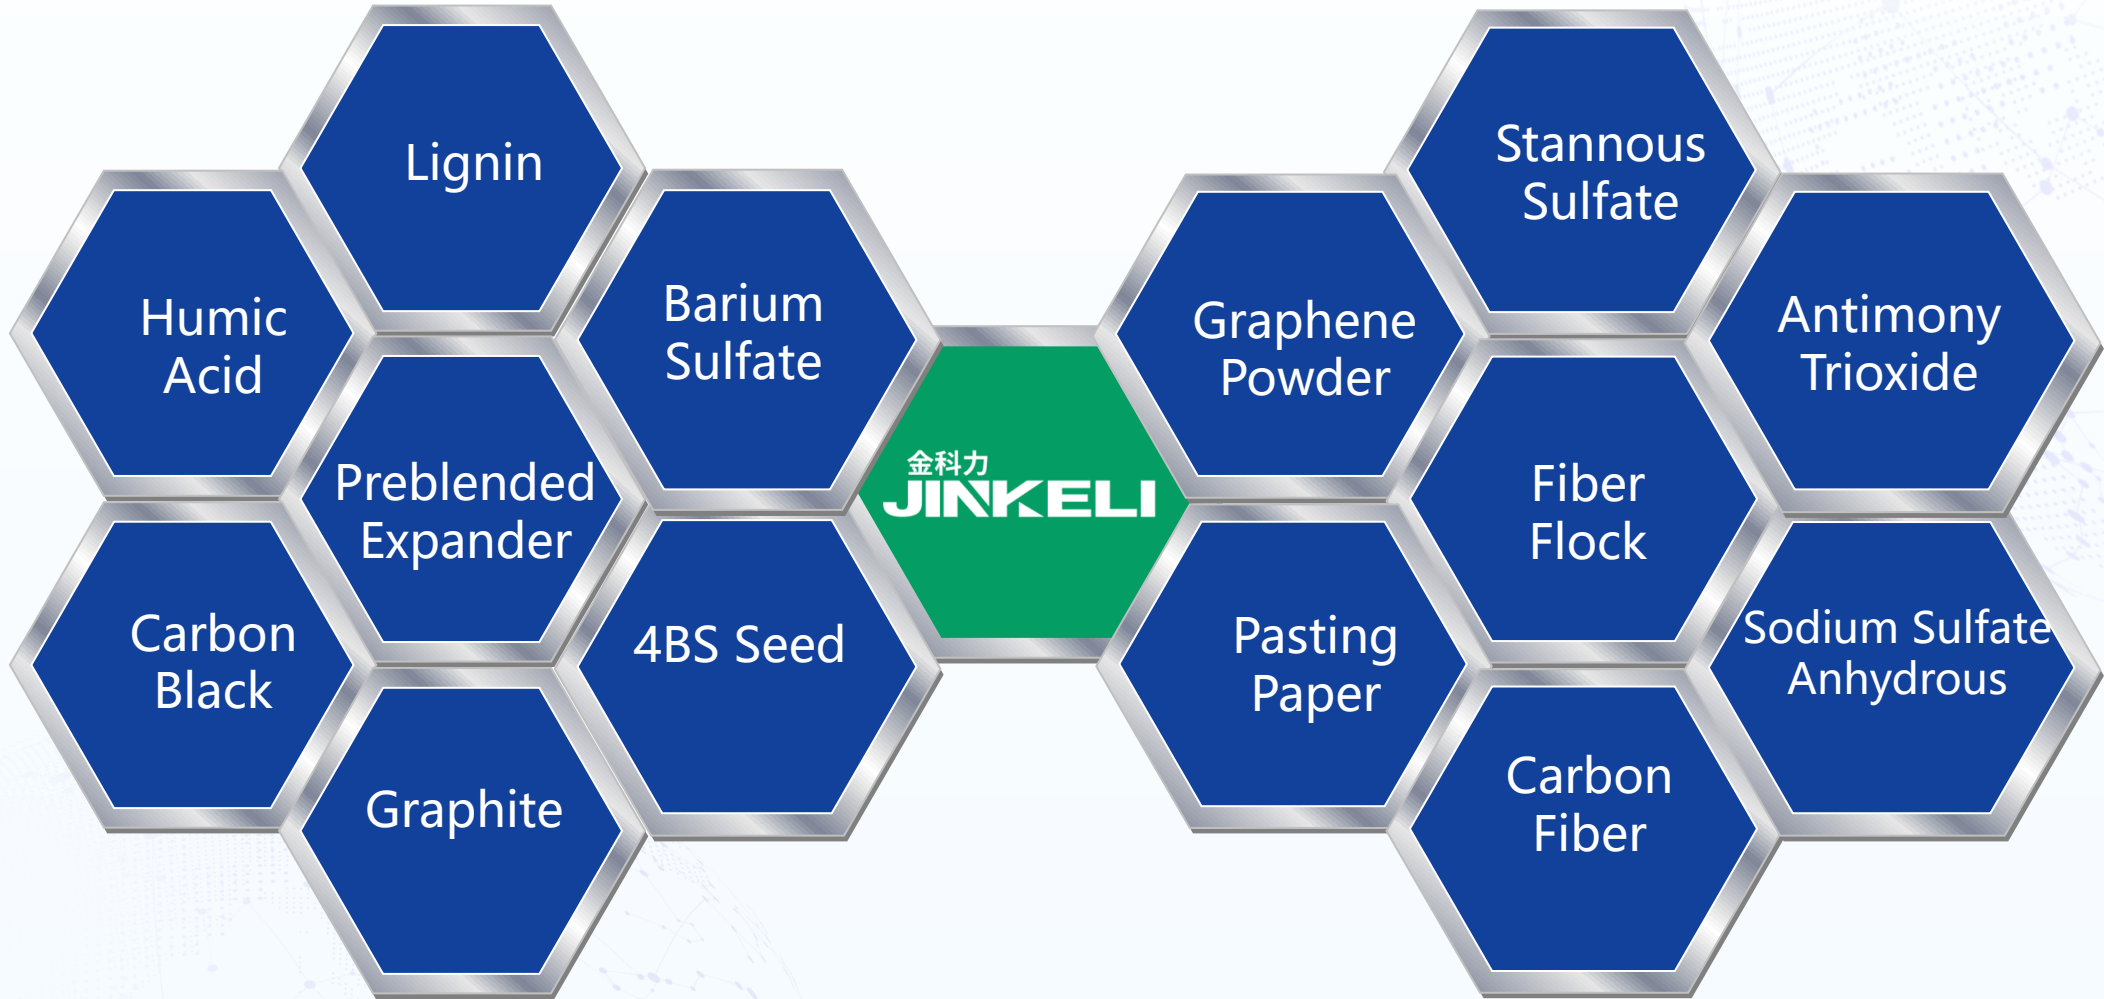 Lignin
Humic
Acid
Barium
Sulfate
Preblended
Expander
Carbon
Black
4BS Seed
Graphite
金科力
JINKELI
Stannous
Sulfate
Graphene
Powder
Antimony
Trioxide
Fiber
Flock
Pasting
Paper
Sodium Sulfate
Anhydrous
Carbon
Fiber